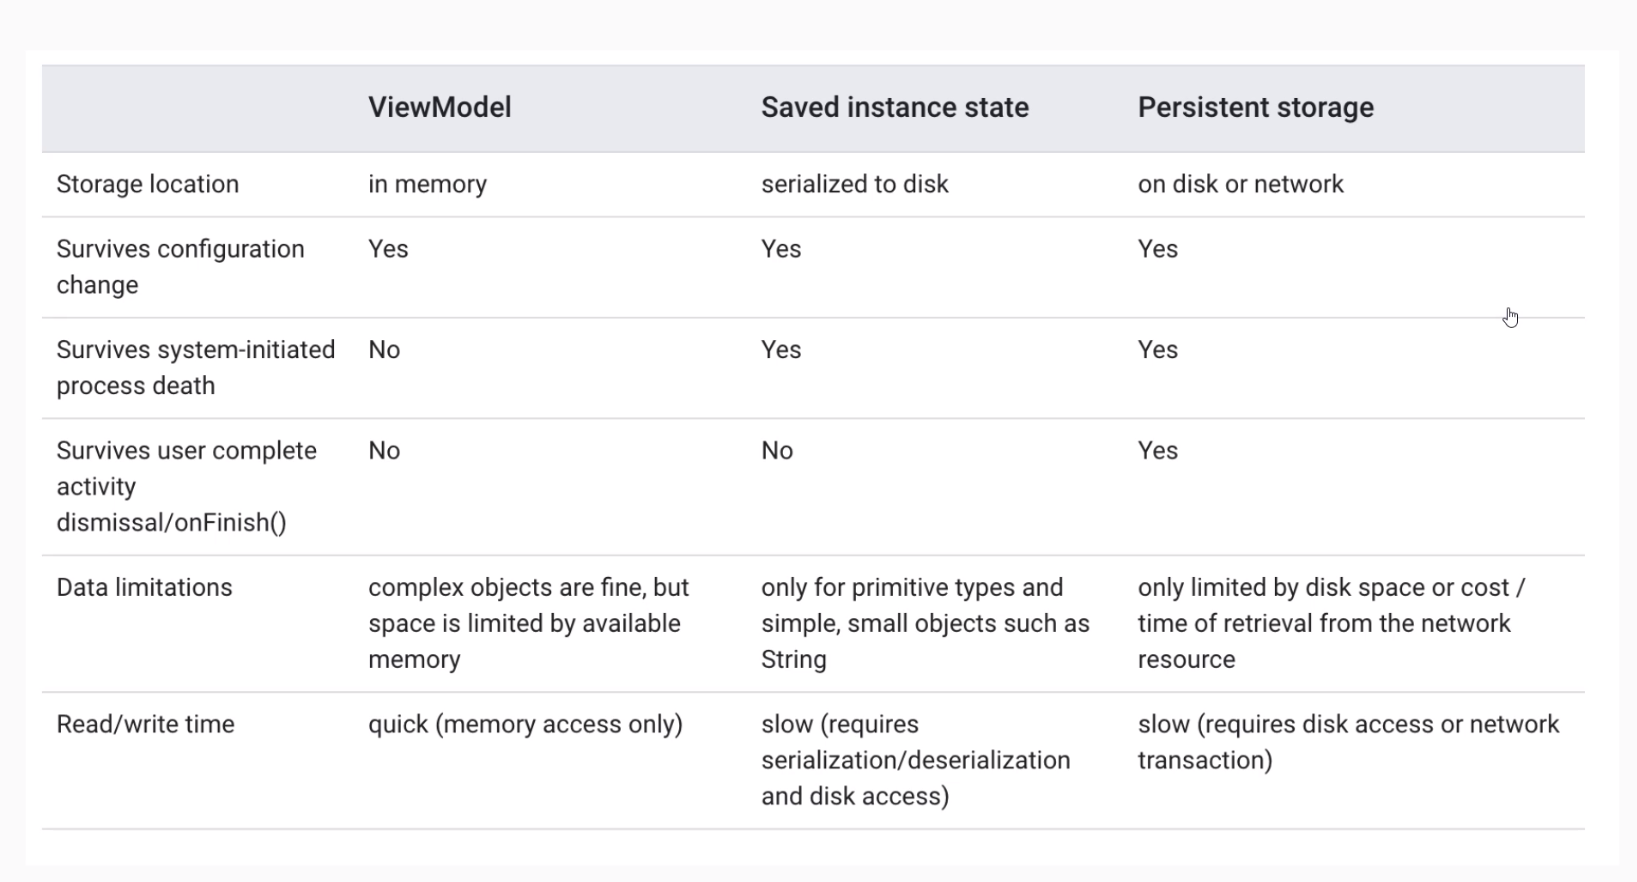 ViewModel Saved instance state Persistent storage
Storage location in memory serialized to disk on disk or network
Survives configuration Yes Yes Yes
change
Survives system-initiated No Yes Yes
process death
Survives user complete No No Yes
activity
dismissal/onFinish()
Data limitations complex objects are fine, but only for primitive types and only limited by disk space or cost /
space is limited by available simple, small objects such as time of retrieval from the network
memory String resource
Read/write time quick (memory access only) slow (requires slow (requires disk access or network
serialization/deserialization transaction)
and disk access)